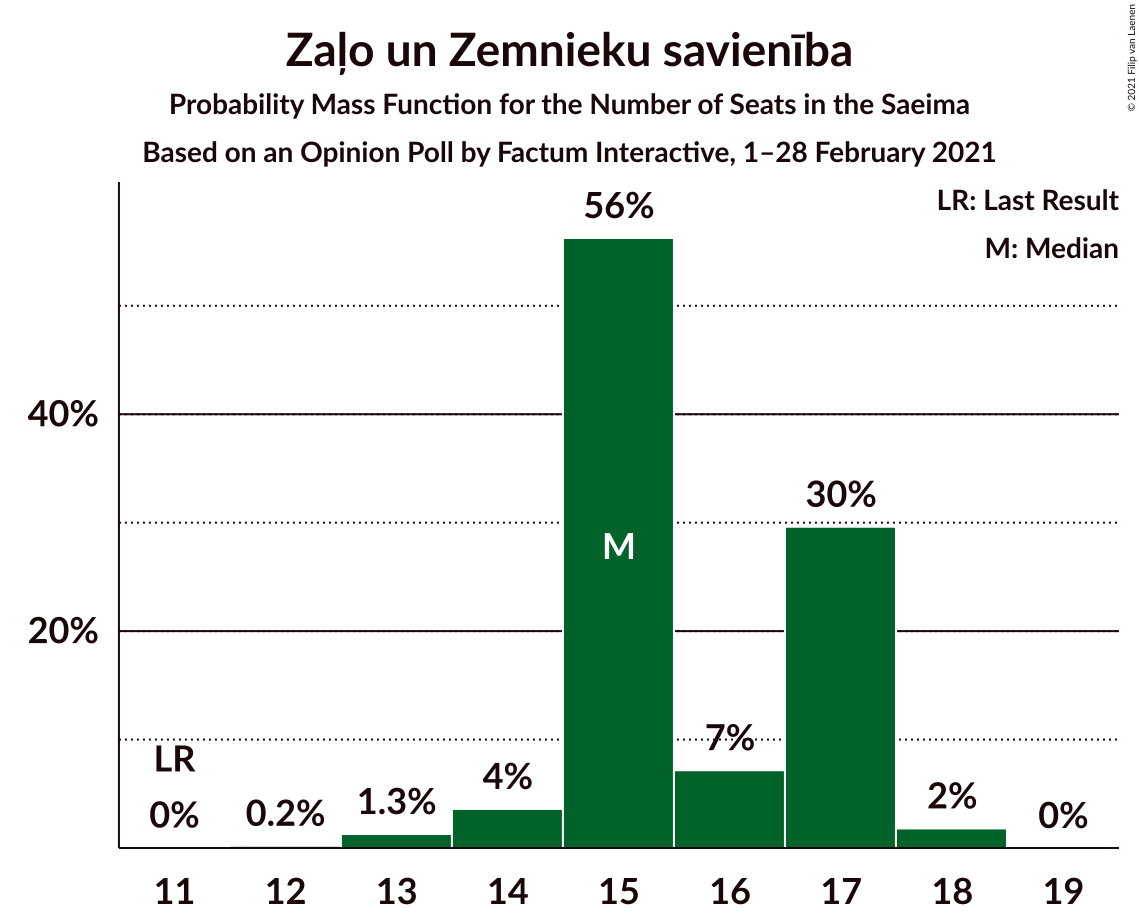 Zaļo un Zemnieku savienība
Probability Mass Function for the Number of Seats in the Saeima
Based on an Opinion Poll by Factum Interactive, 1–28 February 2021
© 2021 Filip van Laenen
LR: Last Result
M: Median
56%
40%
30%
M
20%
LR
7%
4%
2%
1.3%
0.2%
0%
0%
11 12 13 14 15 16 17 18 19